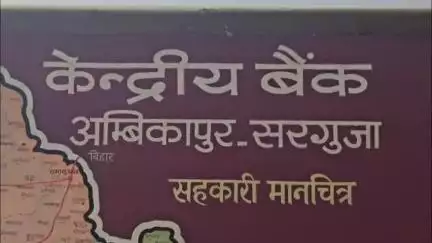 केन्द्रीय बैंक
अम्बिकापुर-सरगुजा
बिहार
सहकारी मानचित्र